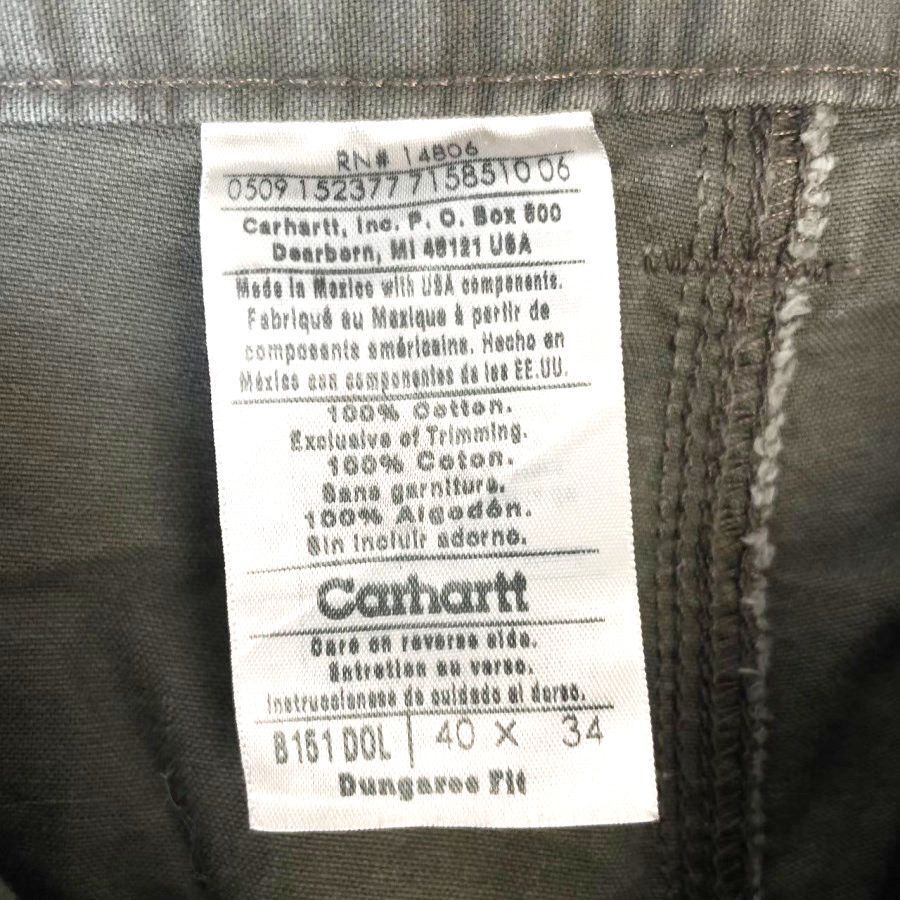 RN# 14806
0509 152377 7158510 06
Carhartt, Inc. P. O. Box 600
Dearborn, MI 48121 USA
Made in Mexico with USA components.
Fabriqué au Mexique à partir de
composants américains. Hecho en
México con componentes de los EE.UU.
100% Cotton.
Exclusive of Trimming.
100% Coton.
Sans garniture.
100% Algodón.
Sin incluir adorno.
Carhartt
Care on reverse side.
Entretien au verso.
Instrucciones de cuidado al dorso.
B151 DOL | 40 X 34
Dungaree Fit